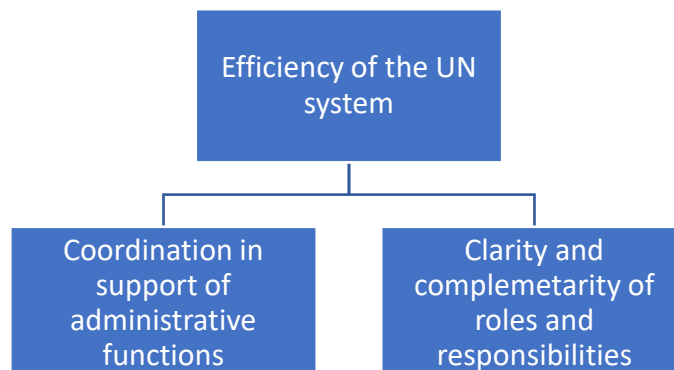 Efficiency of the UN
system
Coordination in
support of
administrative
functions
Clarity and
complemetarity of
roles and
responsibilities